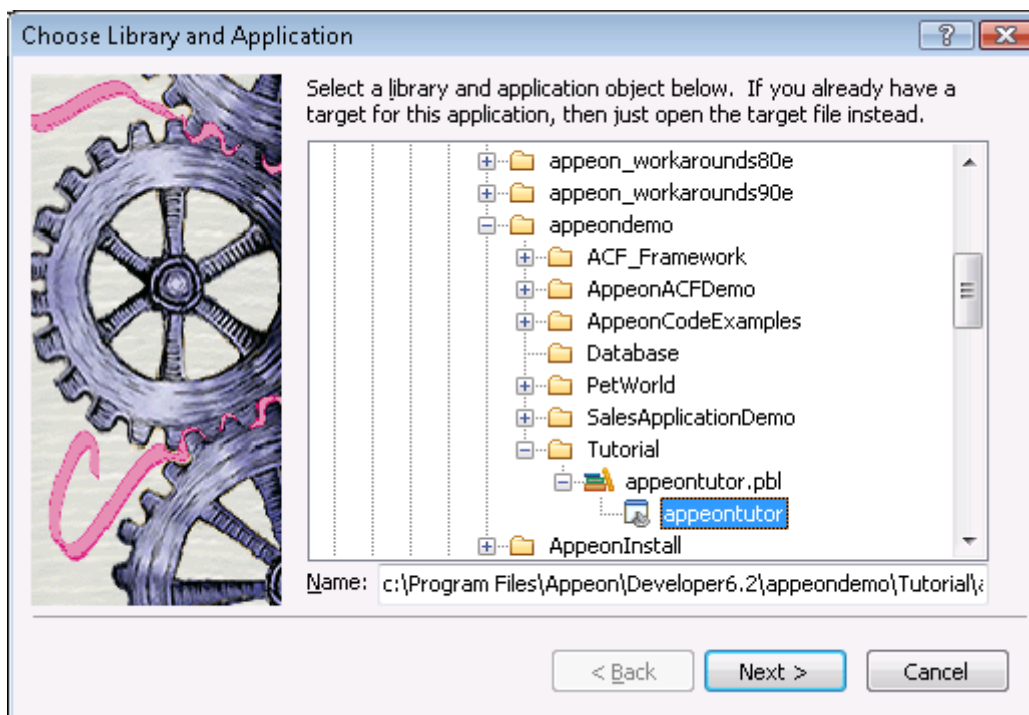 Choose Library and Application
Select a library and application object below. If you already have a
target for this application, then just open the target file instead.
appeon_workarounds80e
appeon_workarounds90e
appeondemo
ACF_Framework
AppeonACFDemo
AppeonCodeExamples
Database
PetWorld
SalesApplicationDemo
Tutorial
appeontutor.pbl
appeontutor
AppeonInstall
Name: c:\Program Files\Appeon\Developer6.2\appeondemo\Tutorial\
< Back Next > Cancel